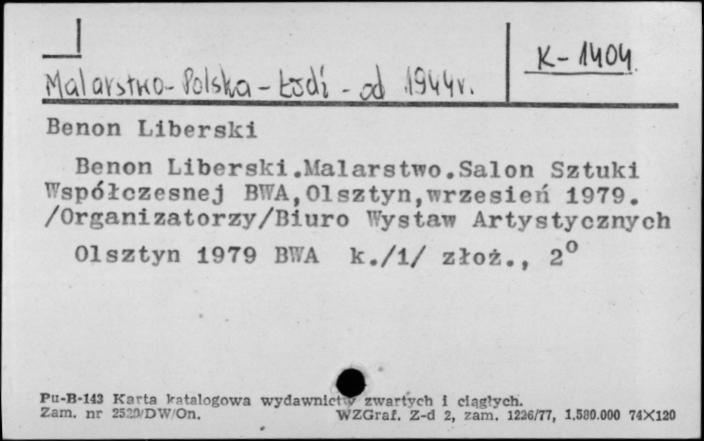 K-1404
Malarstwo-Polska-Łódź-od 1944r.
Benon Liberski
Benon Liberski.Malarstwo.Salon Sztuki
Współczesnej BWA,Olsztyn,wrzesień 1979.
/Organizatorzy/Biuro Wystaw Artystycznych
Olsztyn 1979 BWA k./1/ złoż., 2º
Pu-B-143 Karta katalogowa wydawnictw zwartych i ciągłych.
Zam. nr 2520/DW/On. WZGraf. Z-d 2, zam. 1226/77, 1,580.000 74X120